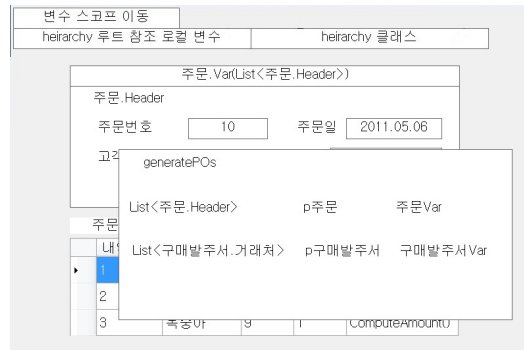 변수 스코프 이동
heirarchy 루트 참조 로컬 변수 heirarchy 클래스
주문.Var(List<주문.Header>)
주문.Header
주문번호 10 주문일 2011.05.06
generatePOs
List<주문.Header> p주문 주문Var
주문
List<구매발주서.거래처> p구매발주서 구매발주서Var
1
2
3 9 1 ComputeAmount()